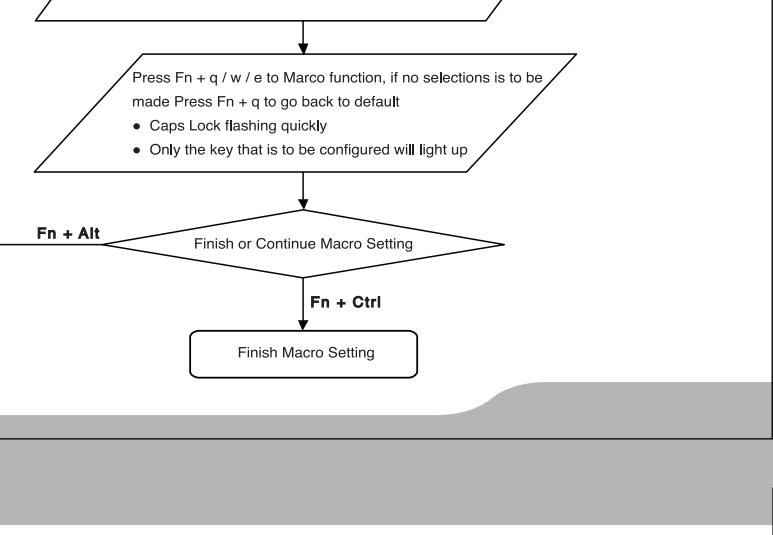 Press Fn + q / w / e to Marco function, if no selections is to be
made Press Fn + q to go back to default
● Caps Lock flashing quickly
● Only the key that is to be configured will light up
Fn + Alt
Finish or Continue Macro Setting
Fn + Ctrl
Finish Macro Setting